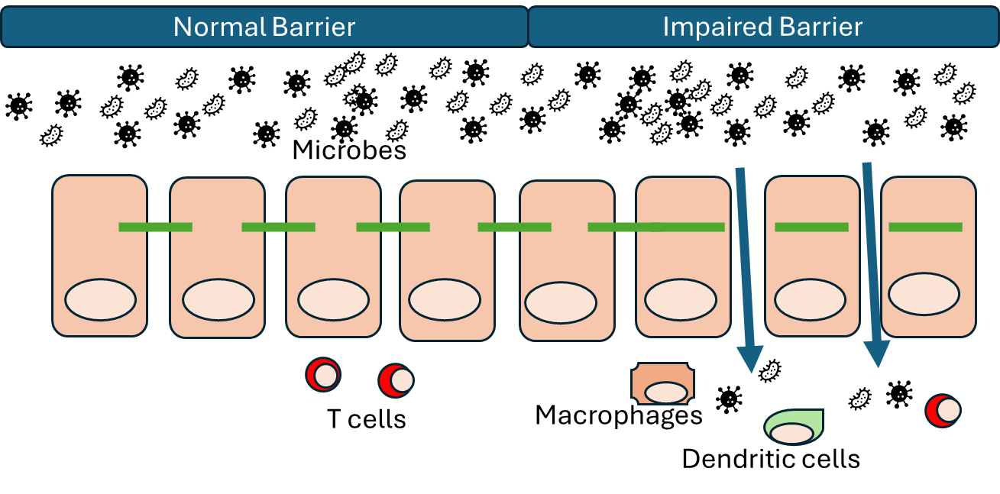 Normal Barrier
Impaired Barrier
Microbes
T cells
Macrophages
Dendritic cells